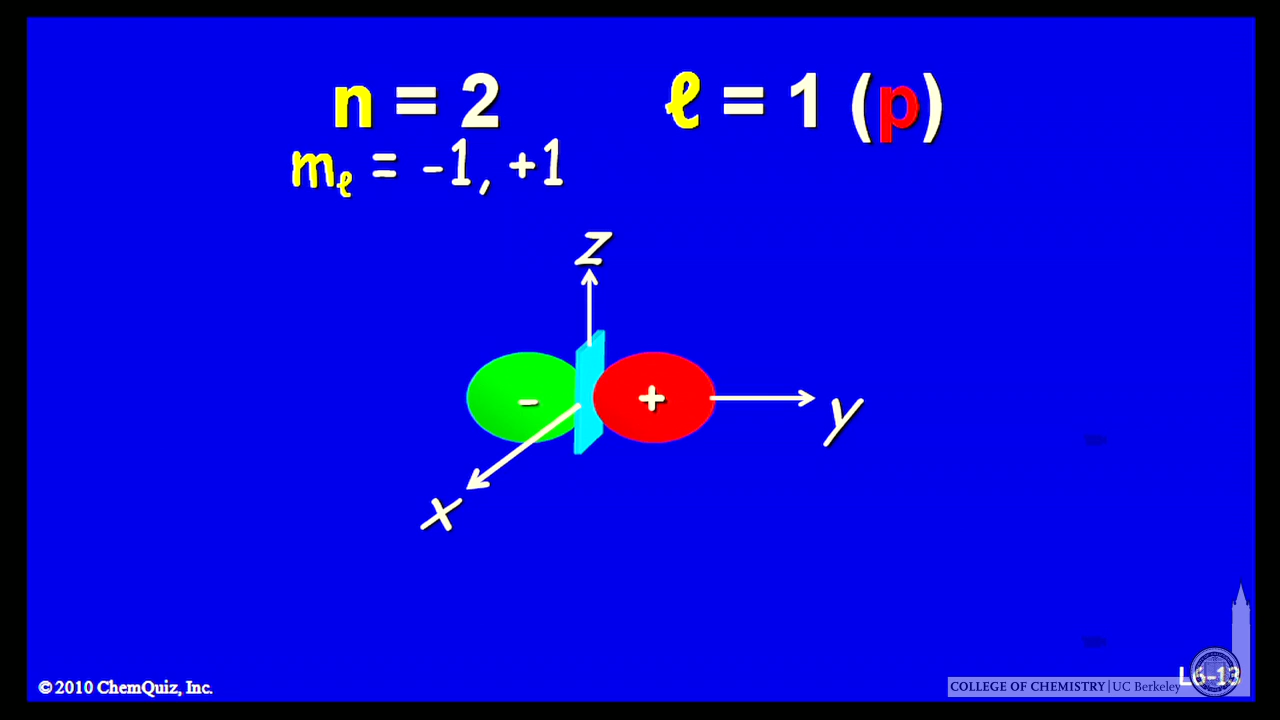 n = 2
ℓ = 1 (p)
mℓ = -1, +1
z
-
+
y
x
© 2010 ChemQuiz, Inc.
COLLEGE OF CHEMISTRY | UC Berkeley
L6-13